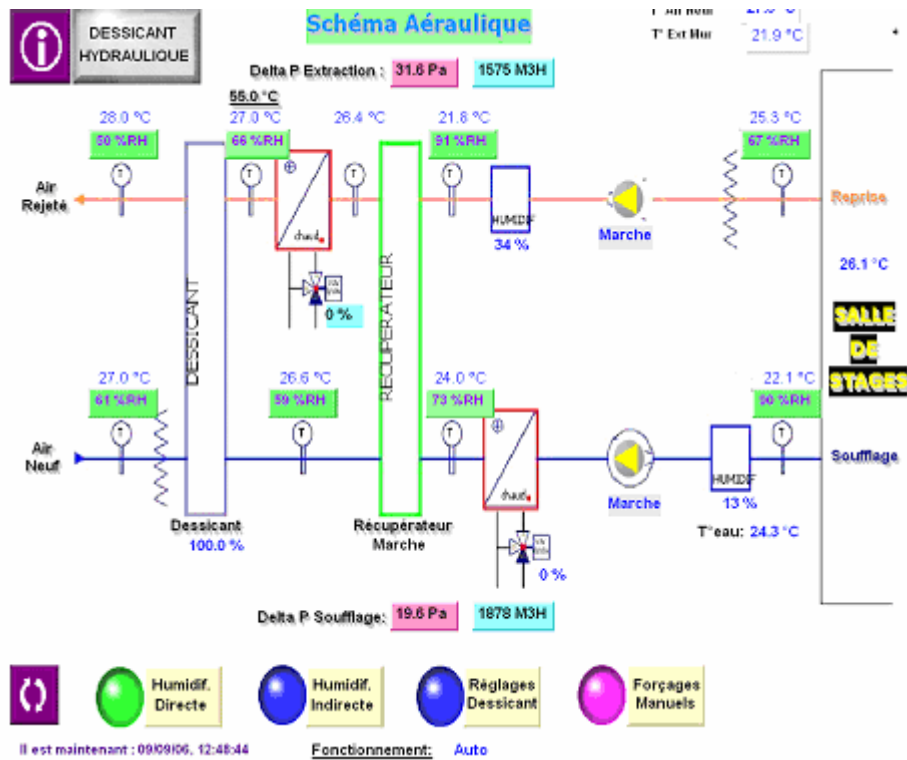 Schéma Aéraulique
DESSICANT
HYDRAULIQUE
T° Ext Mur 21.9 °C
Delta P Extraction : 31.6 Pa 1575 M3H
55.0 °C
28.0 °C 27.0 °C 26.4 °C 21.8 °C 25.3 °C
50 %RH 66 %RH 91 %RH 67 %RH
T T T T T
Air
Rejeté
Reprise
chaud
HUMIDIF
34 %
Marche
26.1 °C
0 %
DESSICANT
RECUPERATEUR
SALLE
DE
STAGES
27.0 °C 26.6 °C 24.0 °C 22.1 °C
61 %RH 59 %RH 73 %RH 90 %RH
T T T T
Air
Neuf
Soufflage
chaud
HUMIDIF
Marche
13 %
Dessicant
100.0 %
Récupérateur
Marche
T°eau: 24.3 °C
0 %
Delta P Soufflage: 19.6 Pa 1878 M3H
Humidif.
Directe
Humidif.
Indirecte
Réglages
Dessicant
Forçages
Manuels
Il est maintenant : 09/09/06, 12:48:44
Fonctionnement: Auto